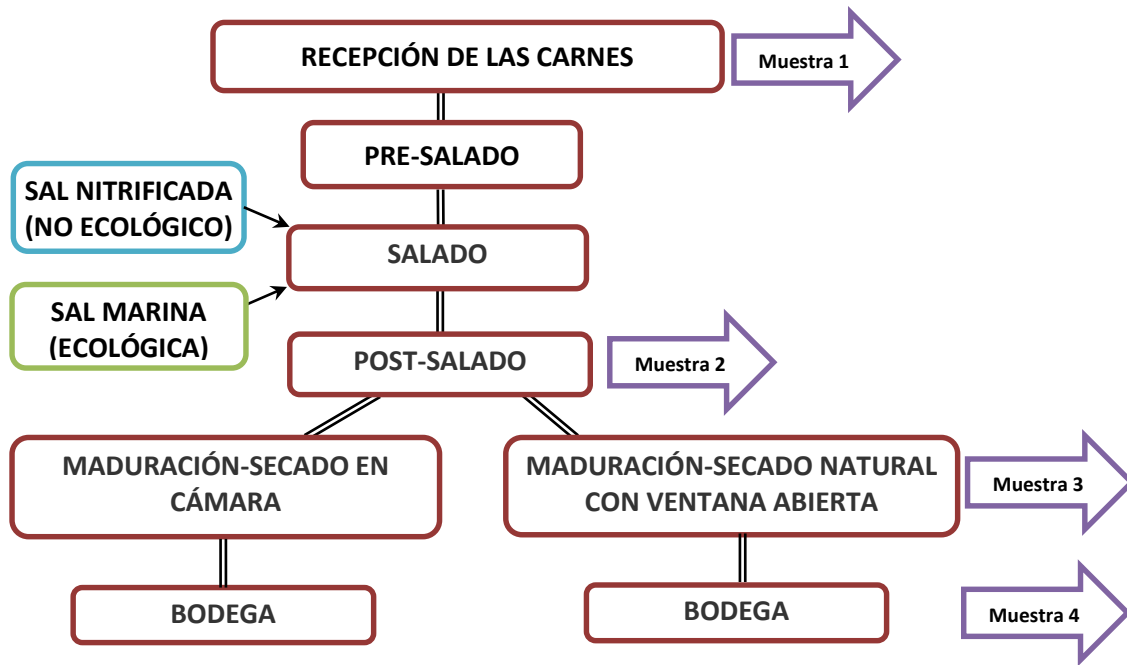 RECEPCIÓN DE LAS CARNES
Muestra 1
PRE-SALADO
SAL NITRIFICADA
(NO ECOLÓGICO)
SALADO
SAL MARINA
(ECOLÓGICA)
POST-SALADO
Muestra 2
MADURACIÓN-SECADO EN
CÁMARA
MADURACIÓN-SECADO NATURAL
CON VENTANA ABIERTA
Muestra 3
BODEGA
BODEGA
Muestra 4